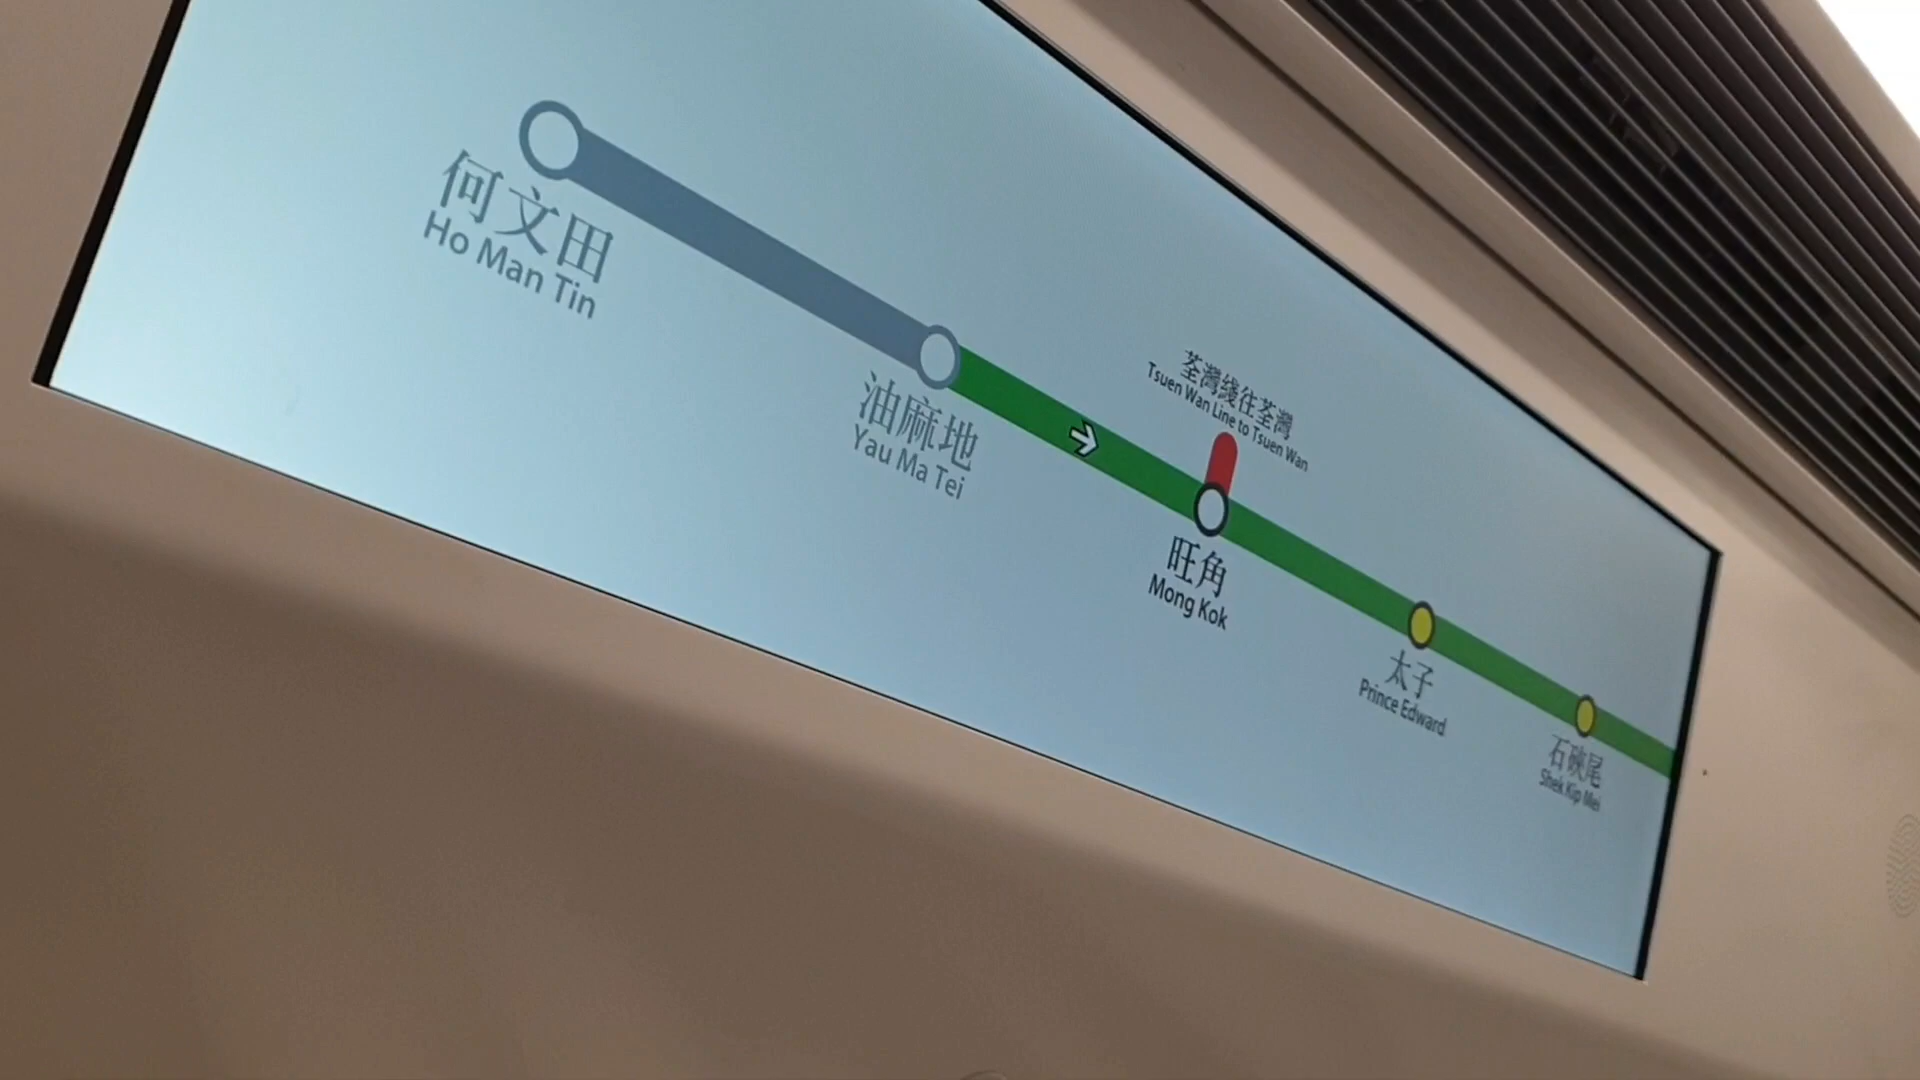 何文田
Ho Man Tin
油麻地
Yau Ma Tei
荃灣綫往荃灣
Tsuen Wan Line to Tsuen Wan
旺角
Mong Kok
太子
Prince Edward
石硤尾
Shek Kip Mei